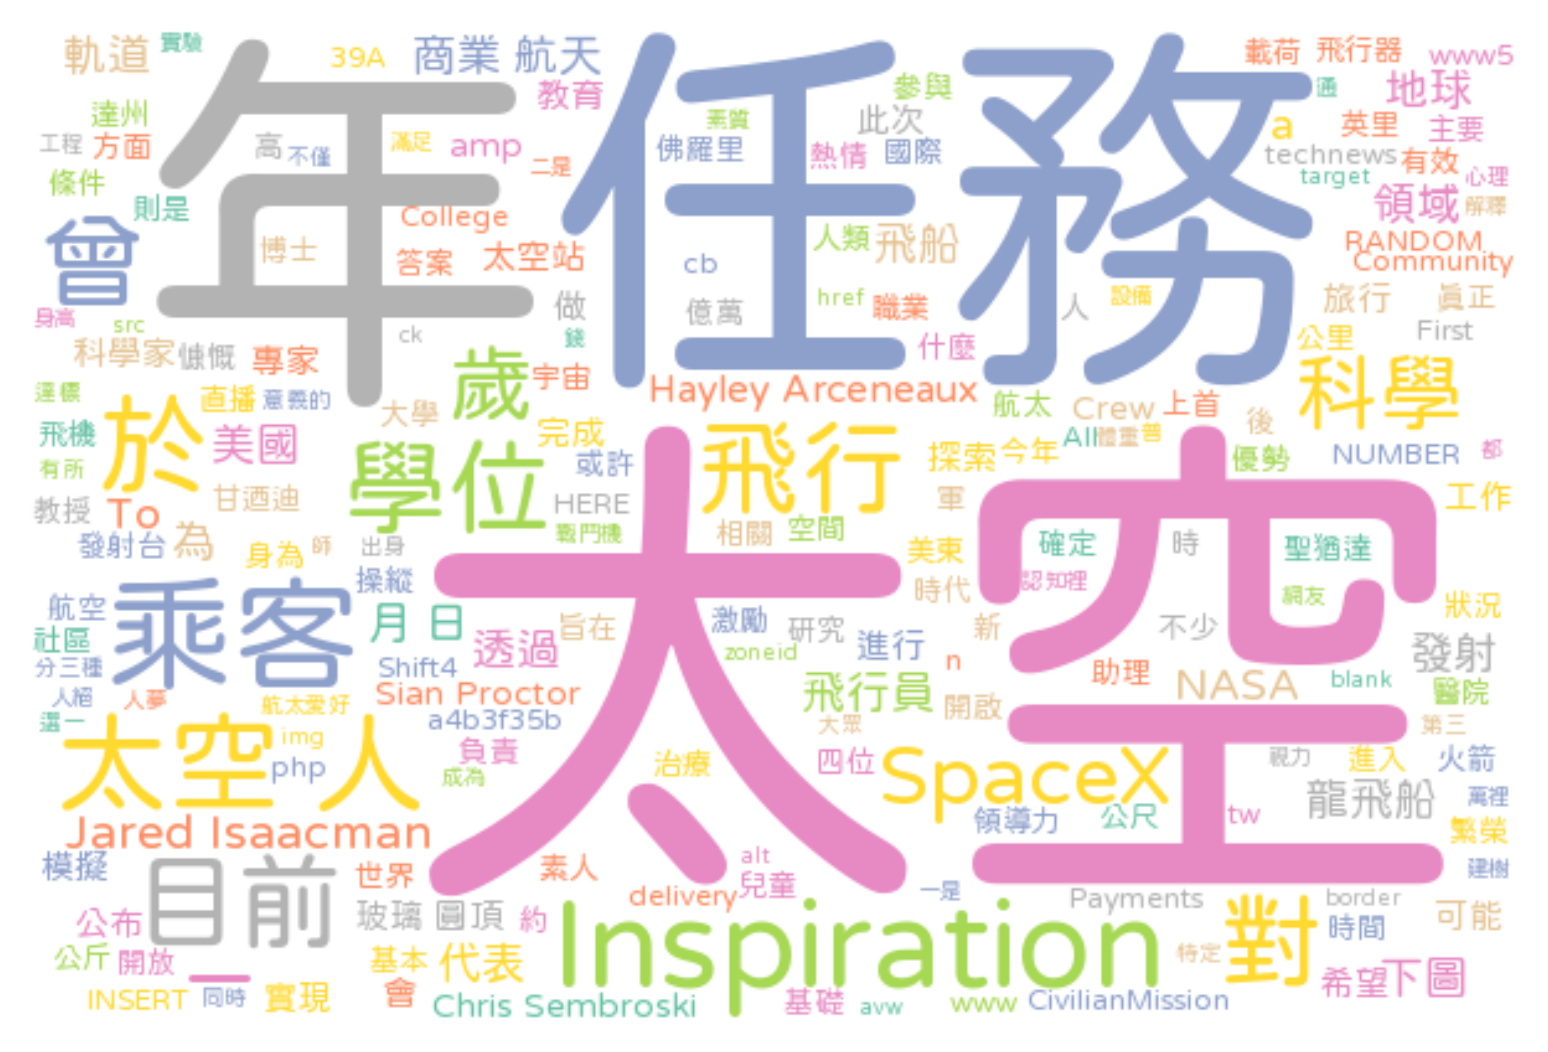 軌道 實驗 39A 商業 航天 載荷 飛行器 www5
年 任務
達州 教育 參與 通 地球
工程 方面 高 不僅 滿足 amp 二是 素質 此次 a 英里 主要
佛羅里 熱情 國際 technews 有效
條件 target 心理
則是 College 領域 解釋
曾 博士 答案 太空站 人類 飛船 RANDOM
cb Community
身高 src 做 億萬 href 職業 人 設備 旅行 真正
ck 錢 什麼 公里 First
科學家 慷慨 專家 歲 宇宙 Hayley Arceneaux 科學
達標 直播 意義的 大學 航太 Crew 上首 後
飛機 於 美國 完成 飛行 探索 今年 All 體重 普 優勢 NUMBER 都
有所 學位 或許
教授 To 甘迺迪 HERE 軍 工作
發射台 為 身為 師 出身 戰鬥機 相關 空間 美東 確定 時 聖猶達
太空
航空 乘客 操縱 時代 認知裡 網友 狀況
社區 月 日 透過 旨在 激勵 研究 進行 新 不少 發射
分三種 Shift4 zoneid n
人絕 人夢 航太愛好 Sian Proctor 飛行員 開啟 助理 NASA blank 醫院
選一 a4b3f35b 大眾 第三
太空人 img 負責
php 成為 治療 四位 SpaceX 視力 進入 火箭
Jared Isaacman 領導力 公尺 tw 龍飛船 萬裡
繁榮
模擬 目前 世界 素人 alt 建樹
delivery 兒童 一是 Payments border
公布 玻璃 圓頂 約 Inspiration 對 時間 可能
公斤 開放 一 基本 代表 特定 希望 下圖
INSERT 同時 實現 會 Chris Sembroski 基礎 avw www CivilianMission